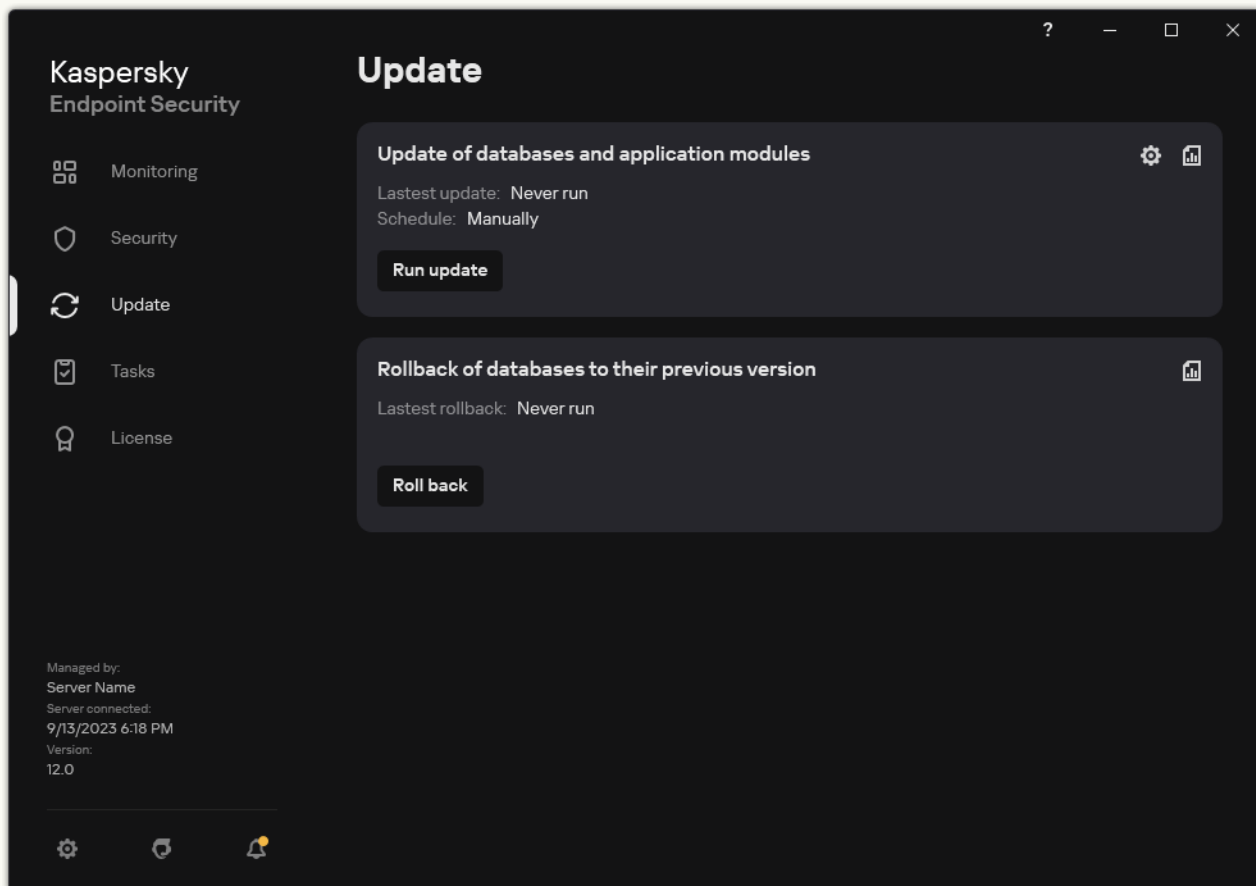 ?
Kaspersky
Endpoint Security
Monitoring
Security
Update
Tasks
License
Managed by:
Server Name
Server connected:
9/13/2023 6:18 PM
Version:
12.0
Update
Update of databases and application modules
Lastest update: Never run
Schedule: Manually
Run update
Rollback of databases to their previous version
Lastest rollback: Never run
Roll back